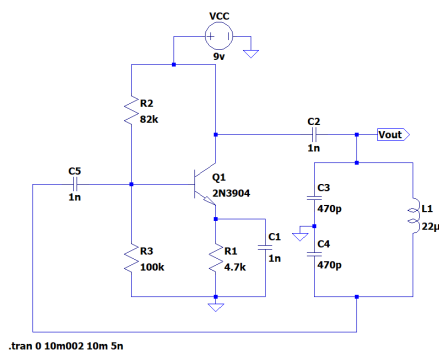 VCC
+ −
9v
R2
82k
C2
1n
Vout
C5
1n
Q1
2N3904
C3
470p
L1
22µ
R3
100k
R1
4.7k
C1
1n
C4
470p
.tran 0 10m002 10m 5n